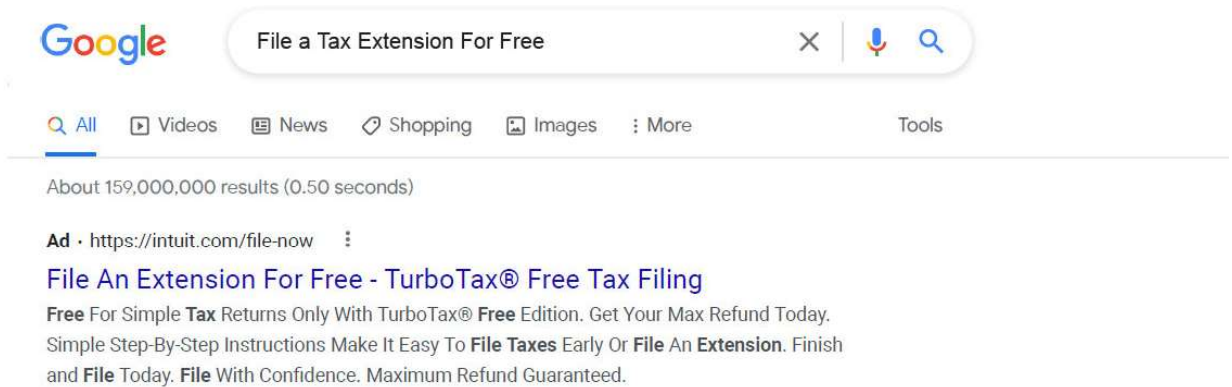 Google File a Tax Extension For Free
All Videos News Shopping Images More Tools
About 159,000,000 results (0.50 seconds)
Ad · https://intuit.com/file-now
File An Extension For Free - TurboTax® Free Tax Filing
Free For Simple Tax Returns Only With TurboTax® Free Edition. Get Your Max Refund Today.
Simple Step-By-Step Instructions Make It Easy To File Taxes Early Or File An Extension. Finish
and File Today. File With Confidence. Maximum Refund Guaranteed.